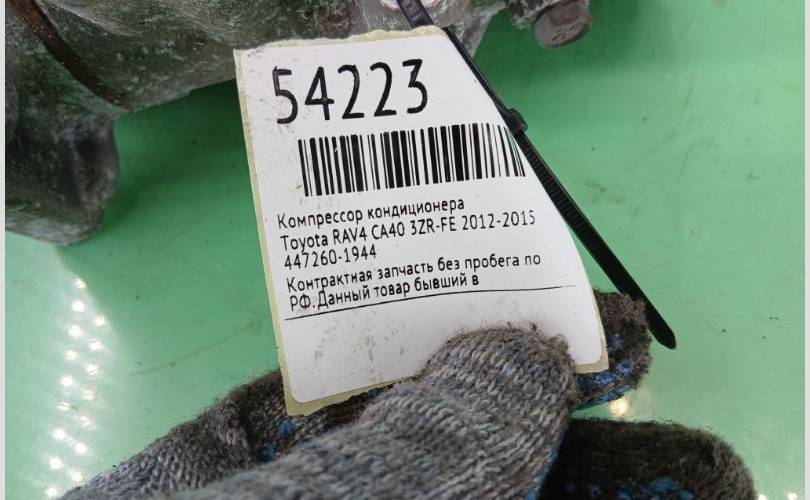 54223
Компрессор кондиционера
Toyota RAV4 CA40 3ZR-FE 2012-2015
447260-1944
Контрактная запчасть без пробега по
РФ.Данный товар бывший в